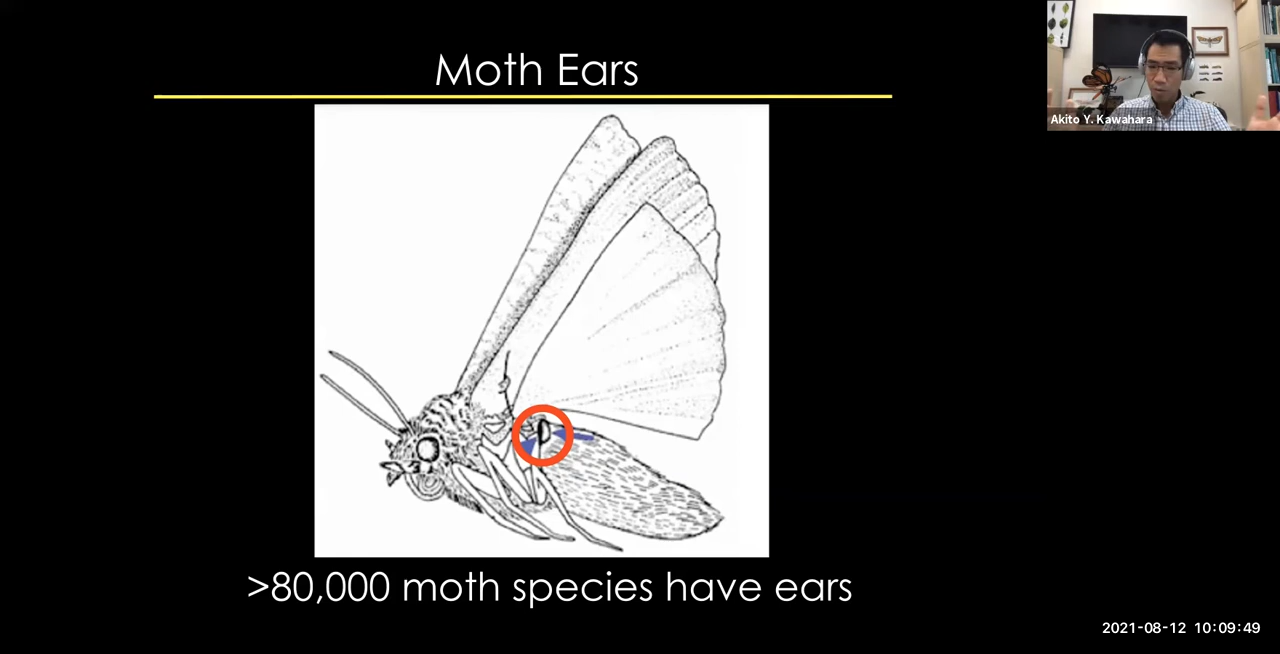 Moth Ears
Akito Y. Kawahara
>80,000 moth species have ears
2021-08-12 10:09:49